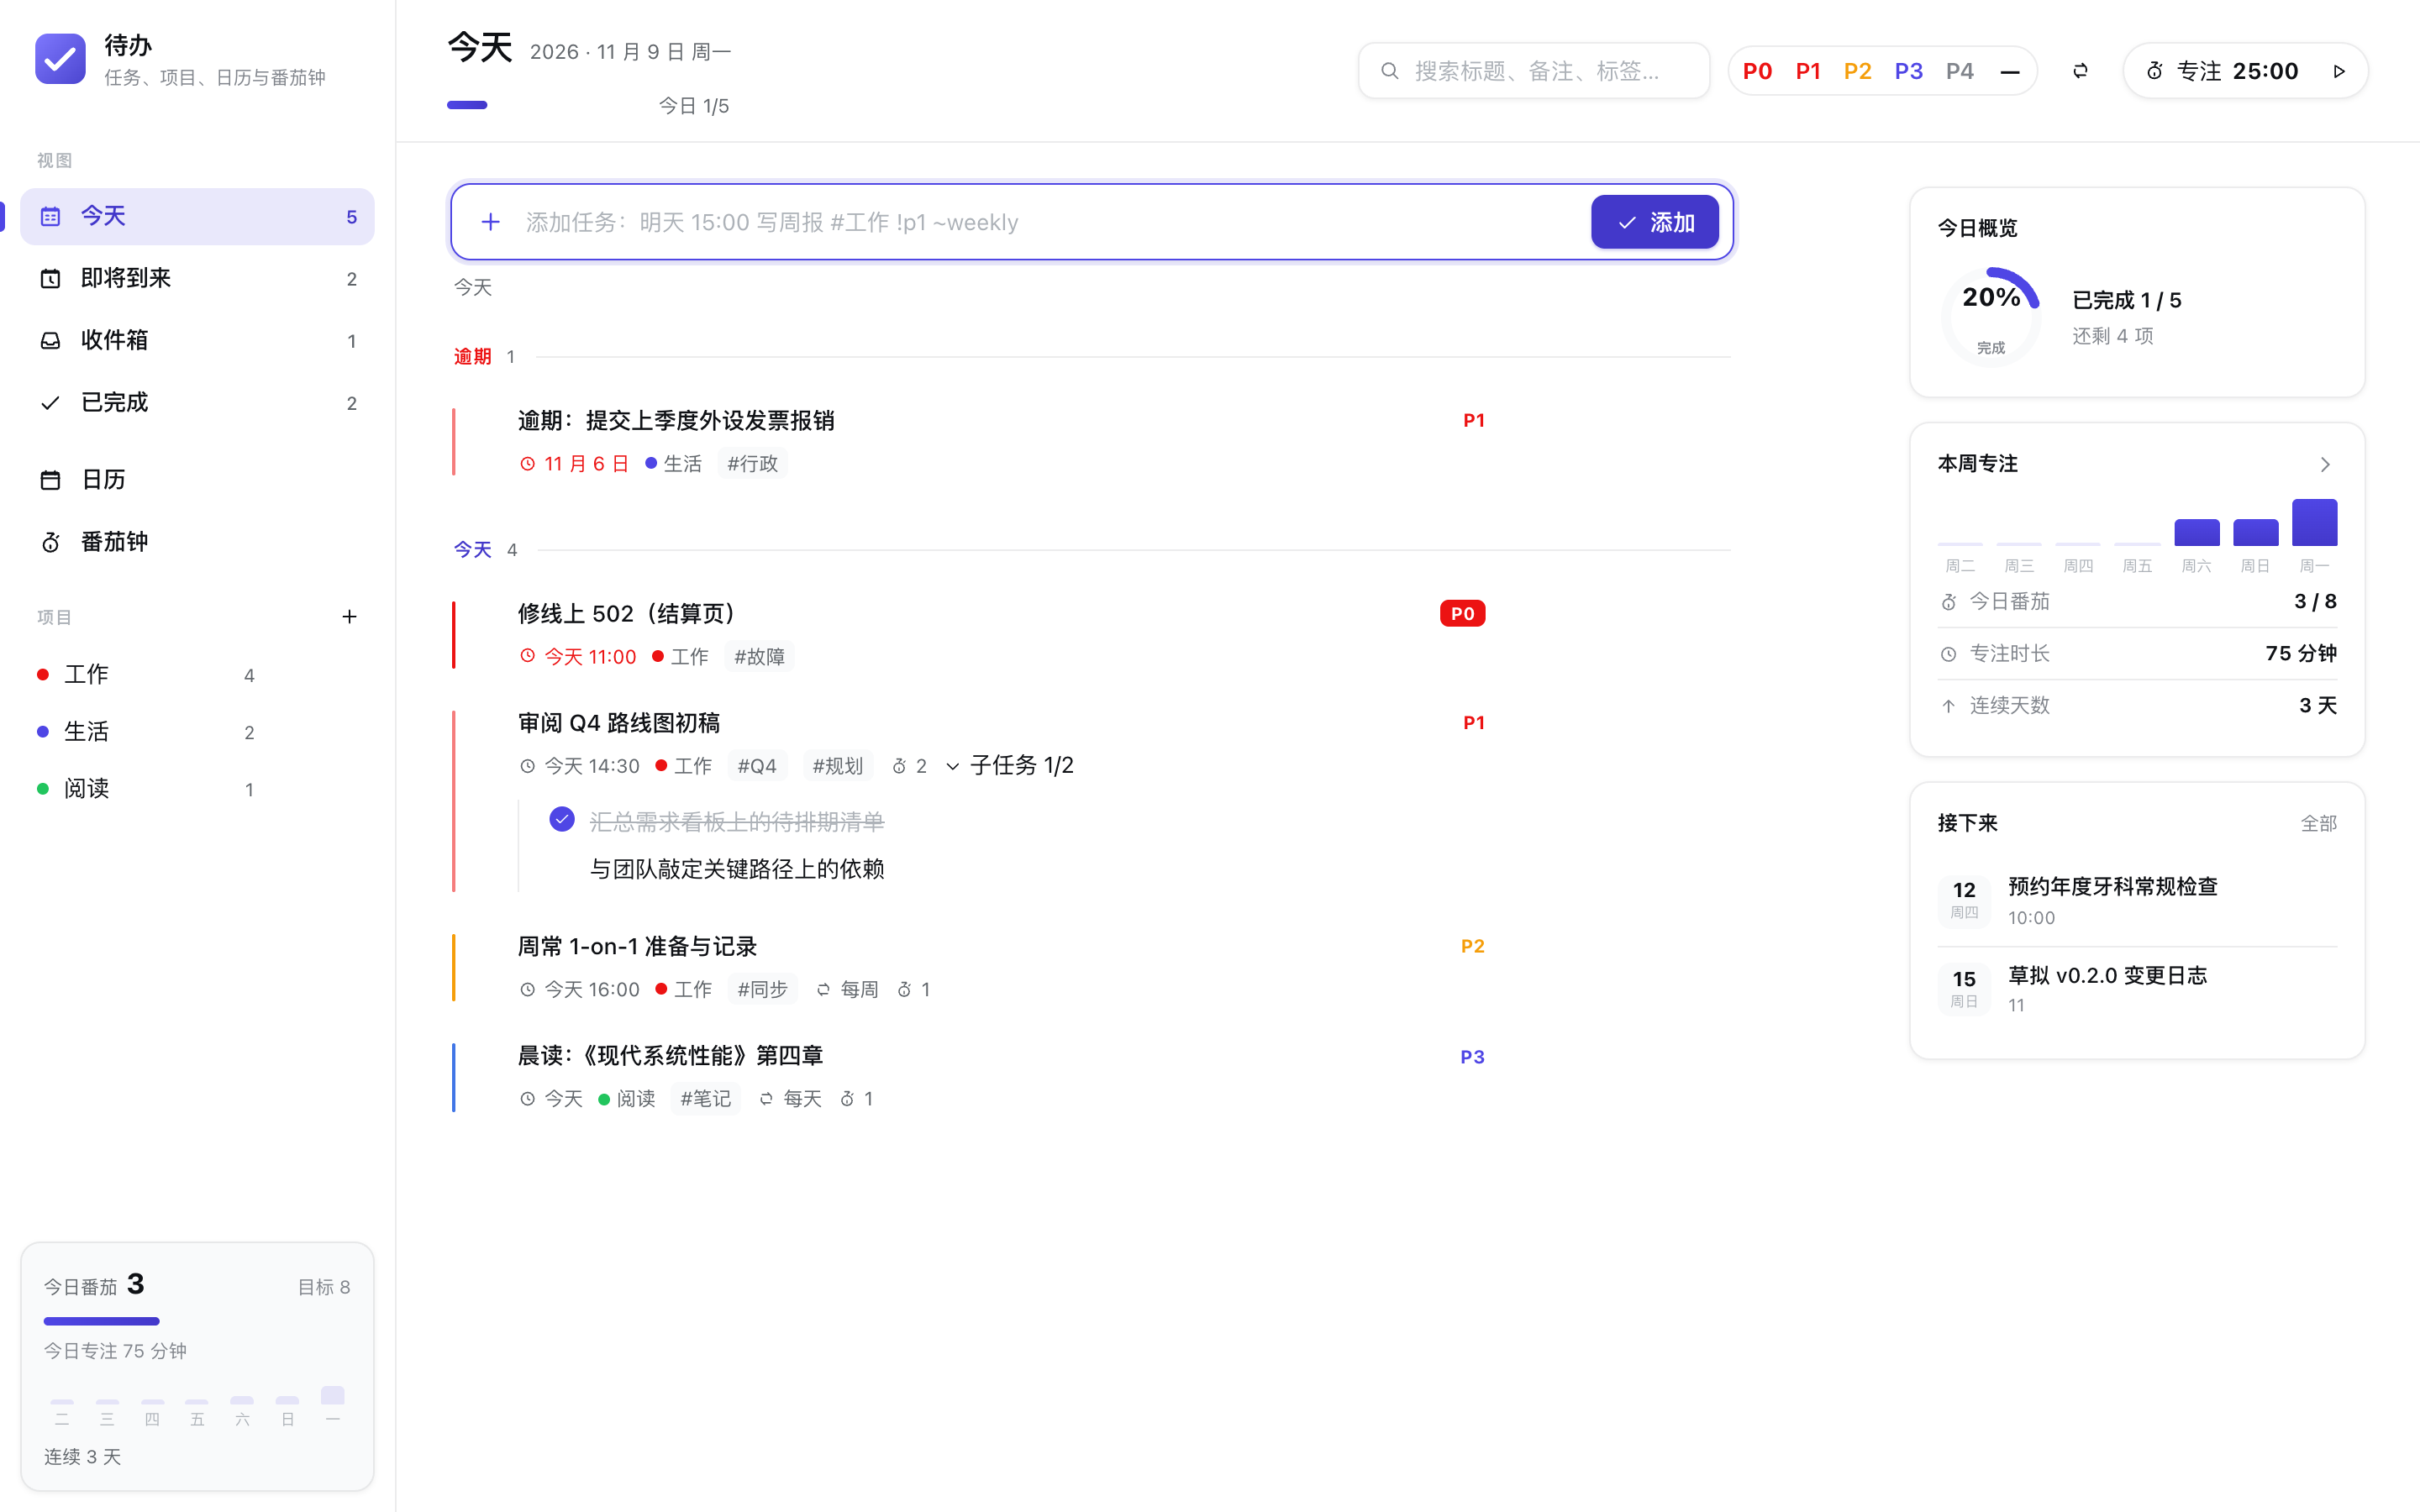 待办
任务、项目、日历与番茄钟
视图
今天 5
即将到来 2
收件箱 1
已完成 2
日历
番茄钟
项目
工作 4
生活 2
阅读 1
今日番茄 3 目标 8
今日专注 75 分钟
二 三 四 五 六 日 一
连续 3 天
今天 2026 · 11 月 9 日 周一
今日 1/5
搜索标题、备注、标签...
P0 P1 P2 P3 P4 —
专注 25:00
添加任务：明天 15:00 写周报 #工作 !p1 ~weekly
添加
今天
逾期 1
逾期：提交上季度外设发票报销 P1
11 月 6 日 生活 #行政
今天 4
修线上 502（结算页） P0
今天 11:00 工作 #故障
审阅 Q4 路线图初稿 P1
今天 14:30 工作 #Q4 #规划 2 子任务 1/2
汇总需求看板上的待排期清单
与团队敲定关键路径上的依赖
周常 1-on-1 准备与记录 P2
今天 16:00 工作 #同步 每周 1
晨读：《现代系统性能》第四章 P3
今天 阅读 #笔记 每天 1
今日概览
20%
完成
已完成 1 / 5
还剩 4 项
本周专注
周二 周三 周四 周五 周六 周日 周一
今日番茄 3 / 8
专注时长 75 分钟
连续天数 3 天
接下来 全部
12 周四
预约年度牙科常规检查
10:00
15 周日
草拟 v0.2.0 变更日志
11